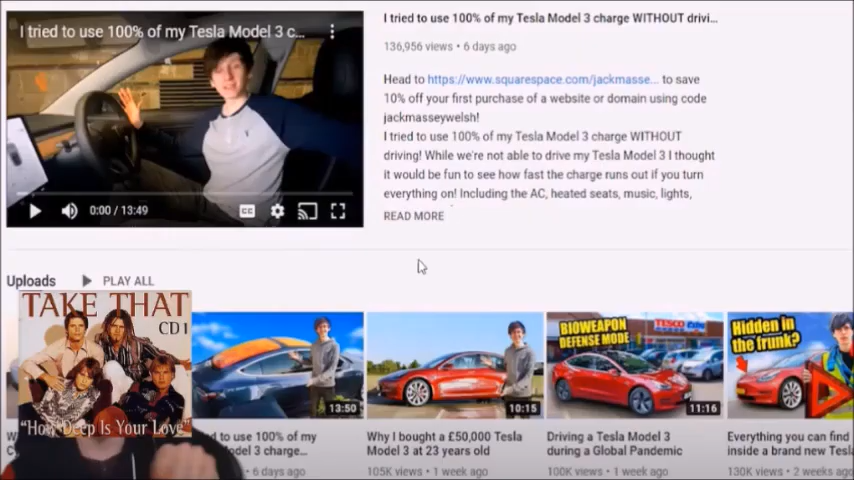 I tried to use 100% of my Tesla Model 3 c...
0:00 / 13:49
CC
I tried to use 100% of my Tesla Model 3 charge WITHOUT drivi...
136,956 views • 6 days ago
Head to https://www.squarespace.com/jackmasse... to save
10% off your first purchase of a website or domain using code
jackmasseywelsh!
I tried to use 100% of my Tesla Model 3 charge WITHOUT
driving! While we're not able to drive my Tesla Model 3 I thought
it would be fun to see how fast the charge runs out if you turn
everything on! Including the AC, heated seats, music, lights,
READ MORE
Uploads
PLAY ALL
TAKE THAT
CD1
"How Deep Is Your Love"
13:50
ed to use 100% of my
Tesla Model 3 charge...
6 days ago
10:15
Why I bought a £50,000 Tesla
Model 3 at 23 years old
105K views • 1 week ago
BIOWEAPON
DEFENSE MODE
TESCO
11:16
Driving a Tesla Model 3
during a Global Pandemic
100K views • 1 week ago
Hidden in
the frunk?
Everything you can find
inside a brand new Tesla
130K views • 2 weeks ago